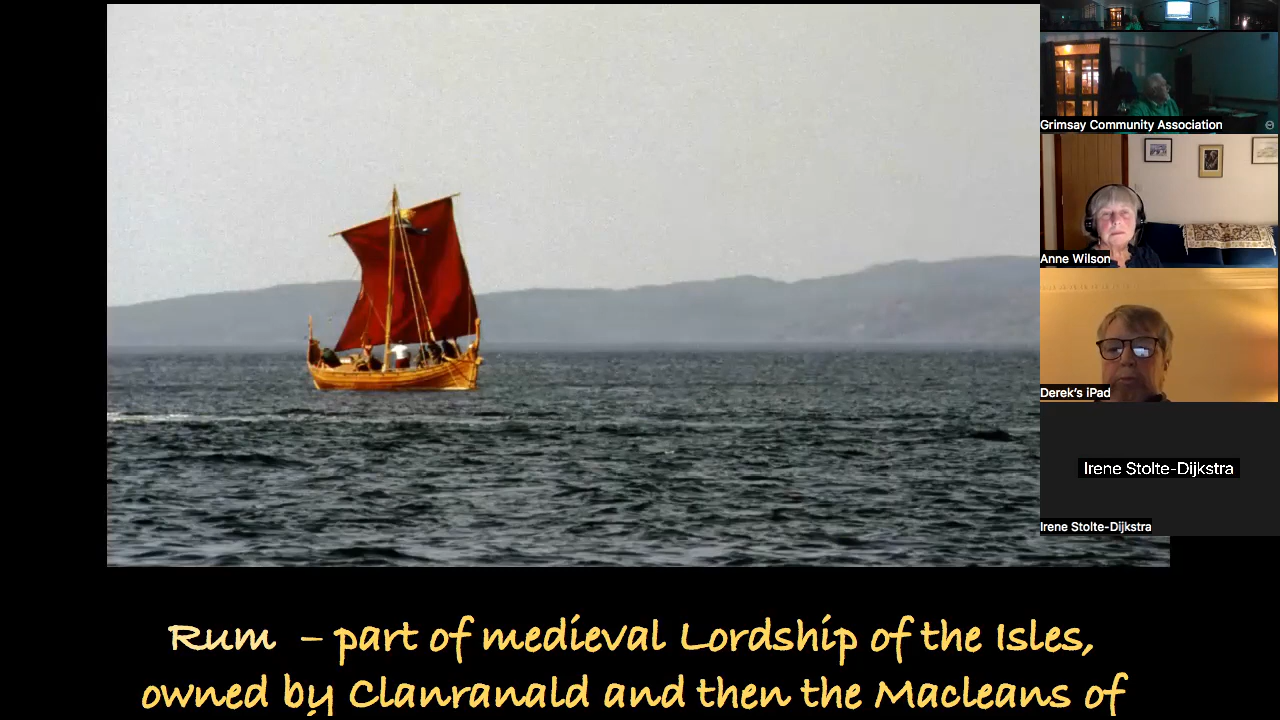 Grimsay Community Association
Anne Wilson
Derek's iPad
Irene Stolte-Dijkstra
Irene Stolte-Dijkstra
Rum – part of medieval Lordship of the Isles,
owned by Clanranald and then the Macleans of